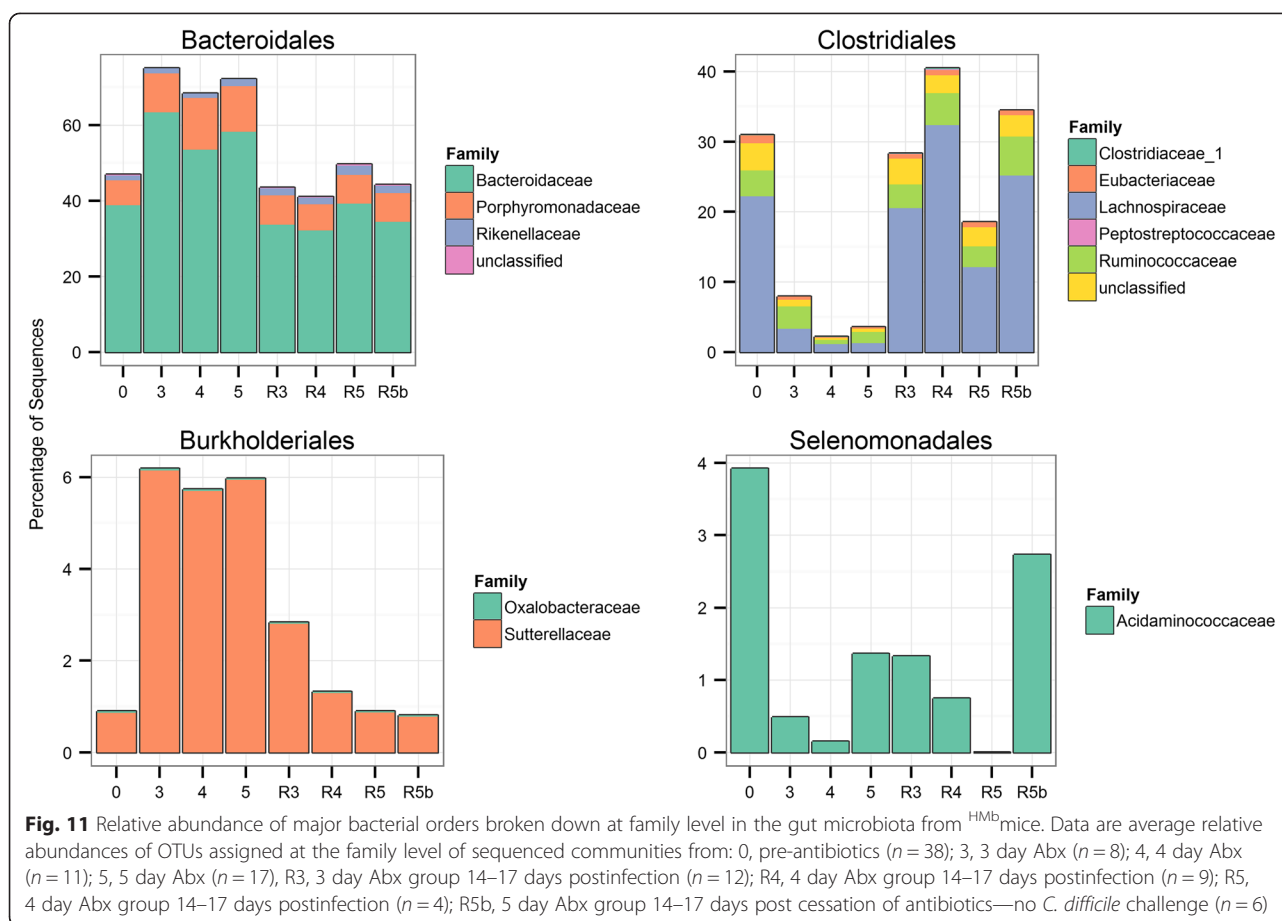 Bacteroidales
Percentage of Sequences
60
40
20
0
0 3 4 5 R3 R4 R5 R5b
Family
Bacteroidaceae
Porphyromonadaceae
Rikenellaceae
unclassified
Clostridiales
40
30
20
10
0
0 3 4 5 R3 R4 R5 R5b
Family
Clostridiaceae_1
Eubacteriaceae
Lachnospiraceae
Peptostreptococcaceae
Ruminococcaceae
unclassified
Burkholderiales
6
4
2
0
0 3 4 5 R3 R4 R5 R5b
Family
Oxalobacteraceae
Sutterellaceae
Selenomonadales
4
3
2
1
0
0 3 4 5 R3 R4 R5 R5b
Family
Acidaminococcaceae
Fig. 11 Relative abundance of major bacterial orders broken down at family level in the gut microbiota from HMbmice. Data are average relative
abundances of OTUs assigned at the family level of sequenced communities from: 0, pre-antibiotics (n = 38); 3, 3 day Abx (n = 8); 4, 4 day Abx
(n = 11); 5, 5 day Abx (n = 17), R3, 3 day Abx group 14–17 days postinfection (n = 12); R4, 4 day Abx group 14–17 days postinfection (n = 9); R5,
4 day Abx group 14–17 days postinfection (n = 4); R5b, 5 day Abx group 14–17 days post cessation of antibiotics—no C. difficile challenge (n = 6)